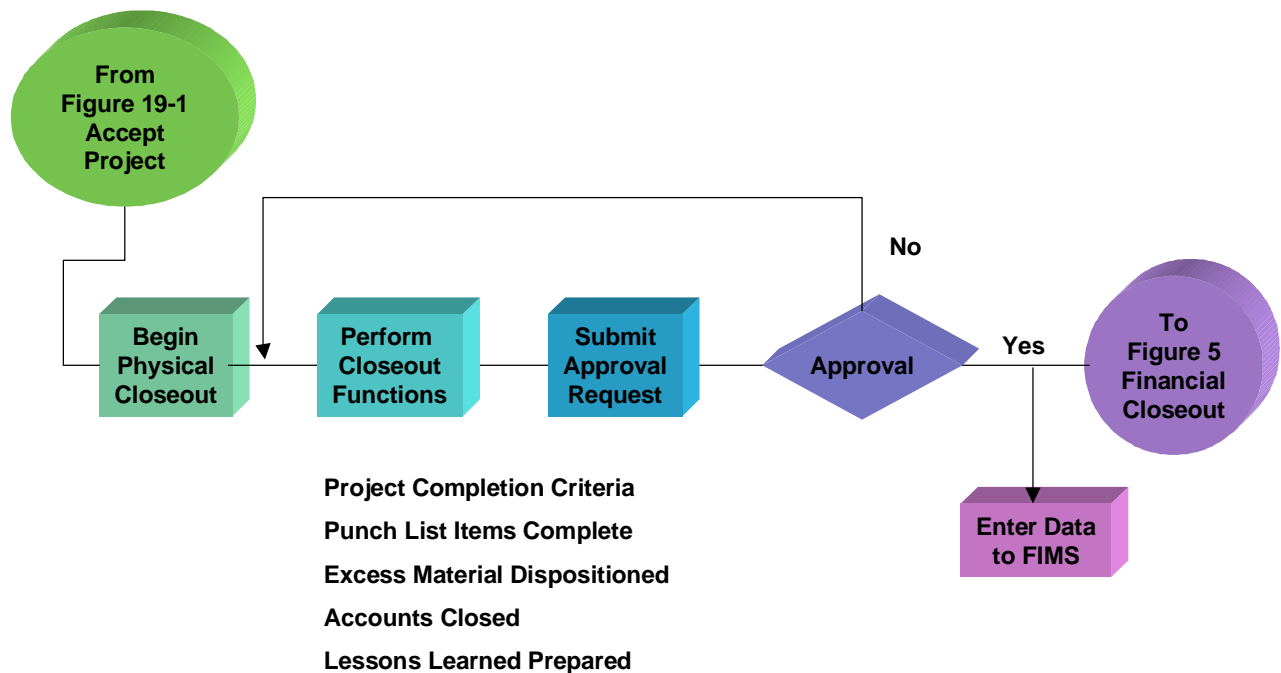 From
Figure 19-1
Accept
Project
No
Begin
Physical
Closeout
Perform
Closeout
Functions
Submit
Approval
Request
Approval
Yes
To
Figure 5
Financial
Closeout
Enter Data
to FIMS
Project Completion Criteria
Punch List Items Complete
Excess Material Dispositioned
Accounts Closed
Lessons Learned Prepared